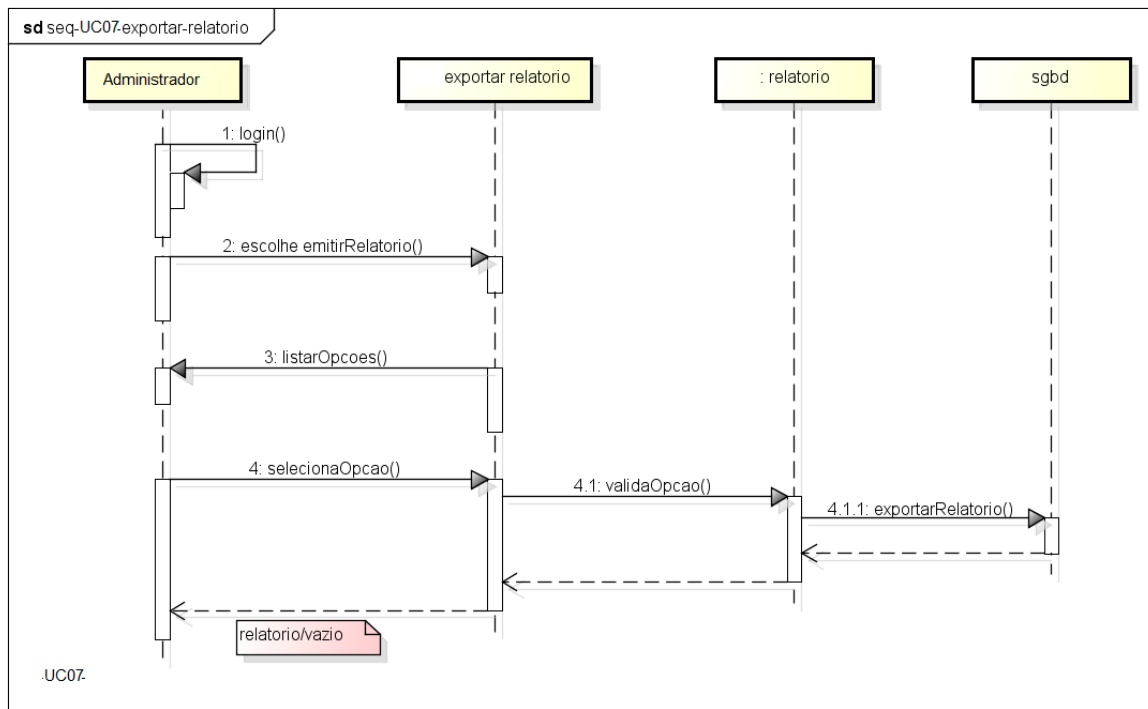 sd seq-UC07-exportar-relatorio
Administrador
exportar relatorio
: relatorio
sgbd
1: login()
2: escolhe emitirRelatorio()
3: listarOpcoes()
4: selecionaOpcao()
4.1: validaOpcao()
4.1.1: exportarRelatorio()
relatorio/vazio
-UC07-